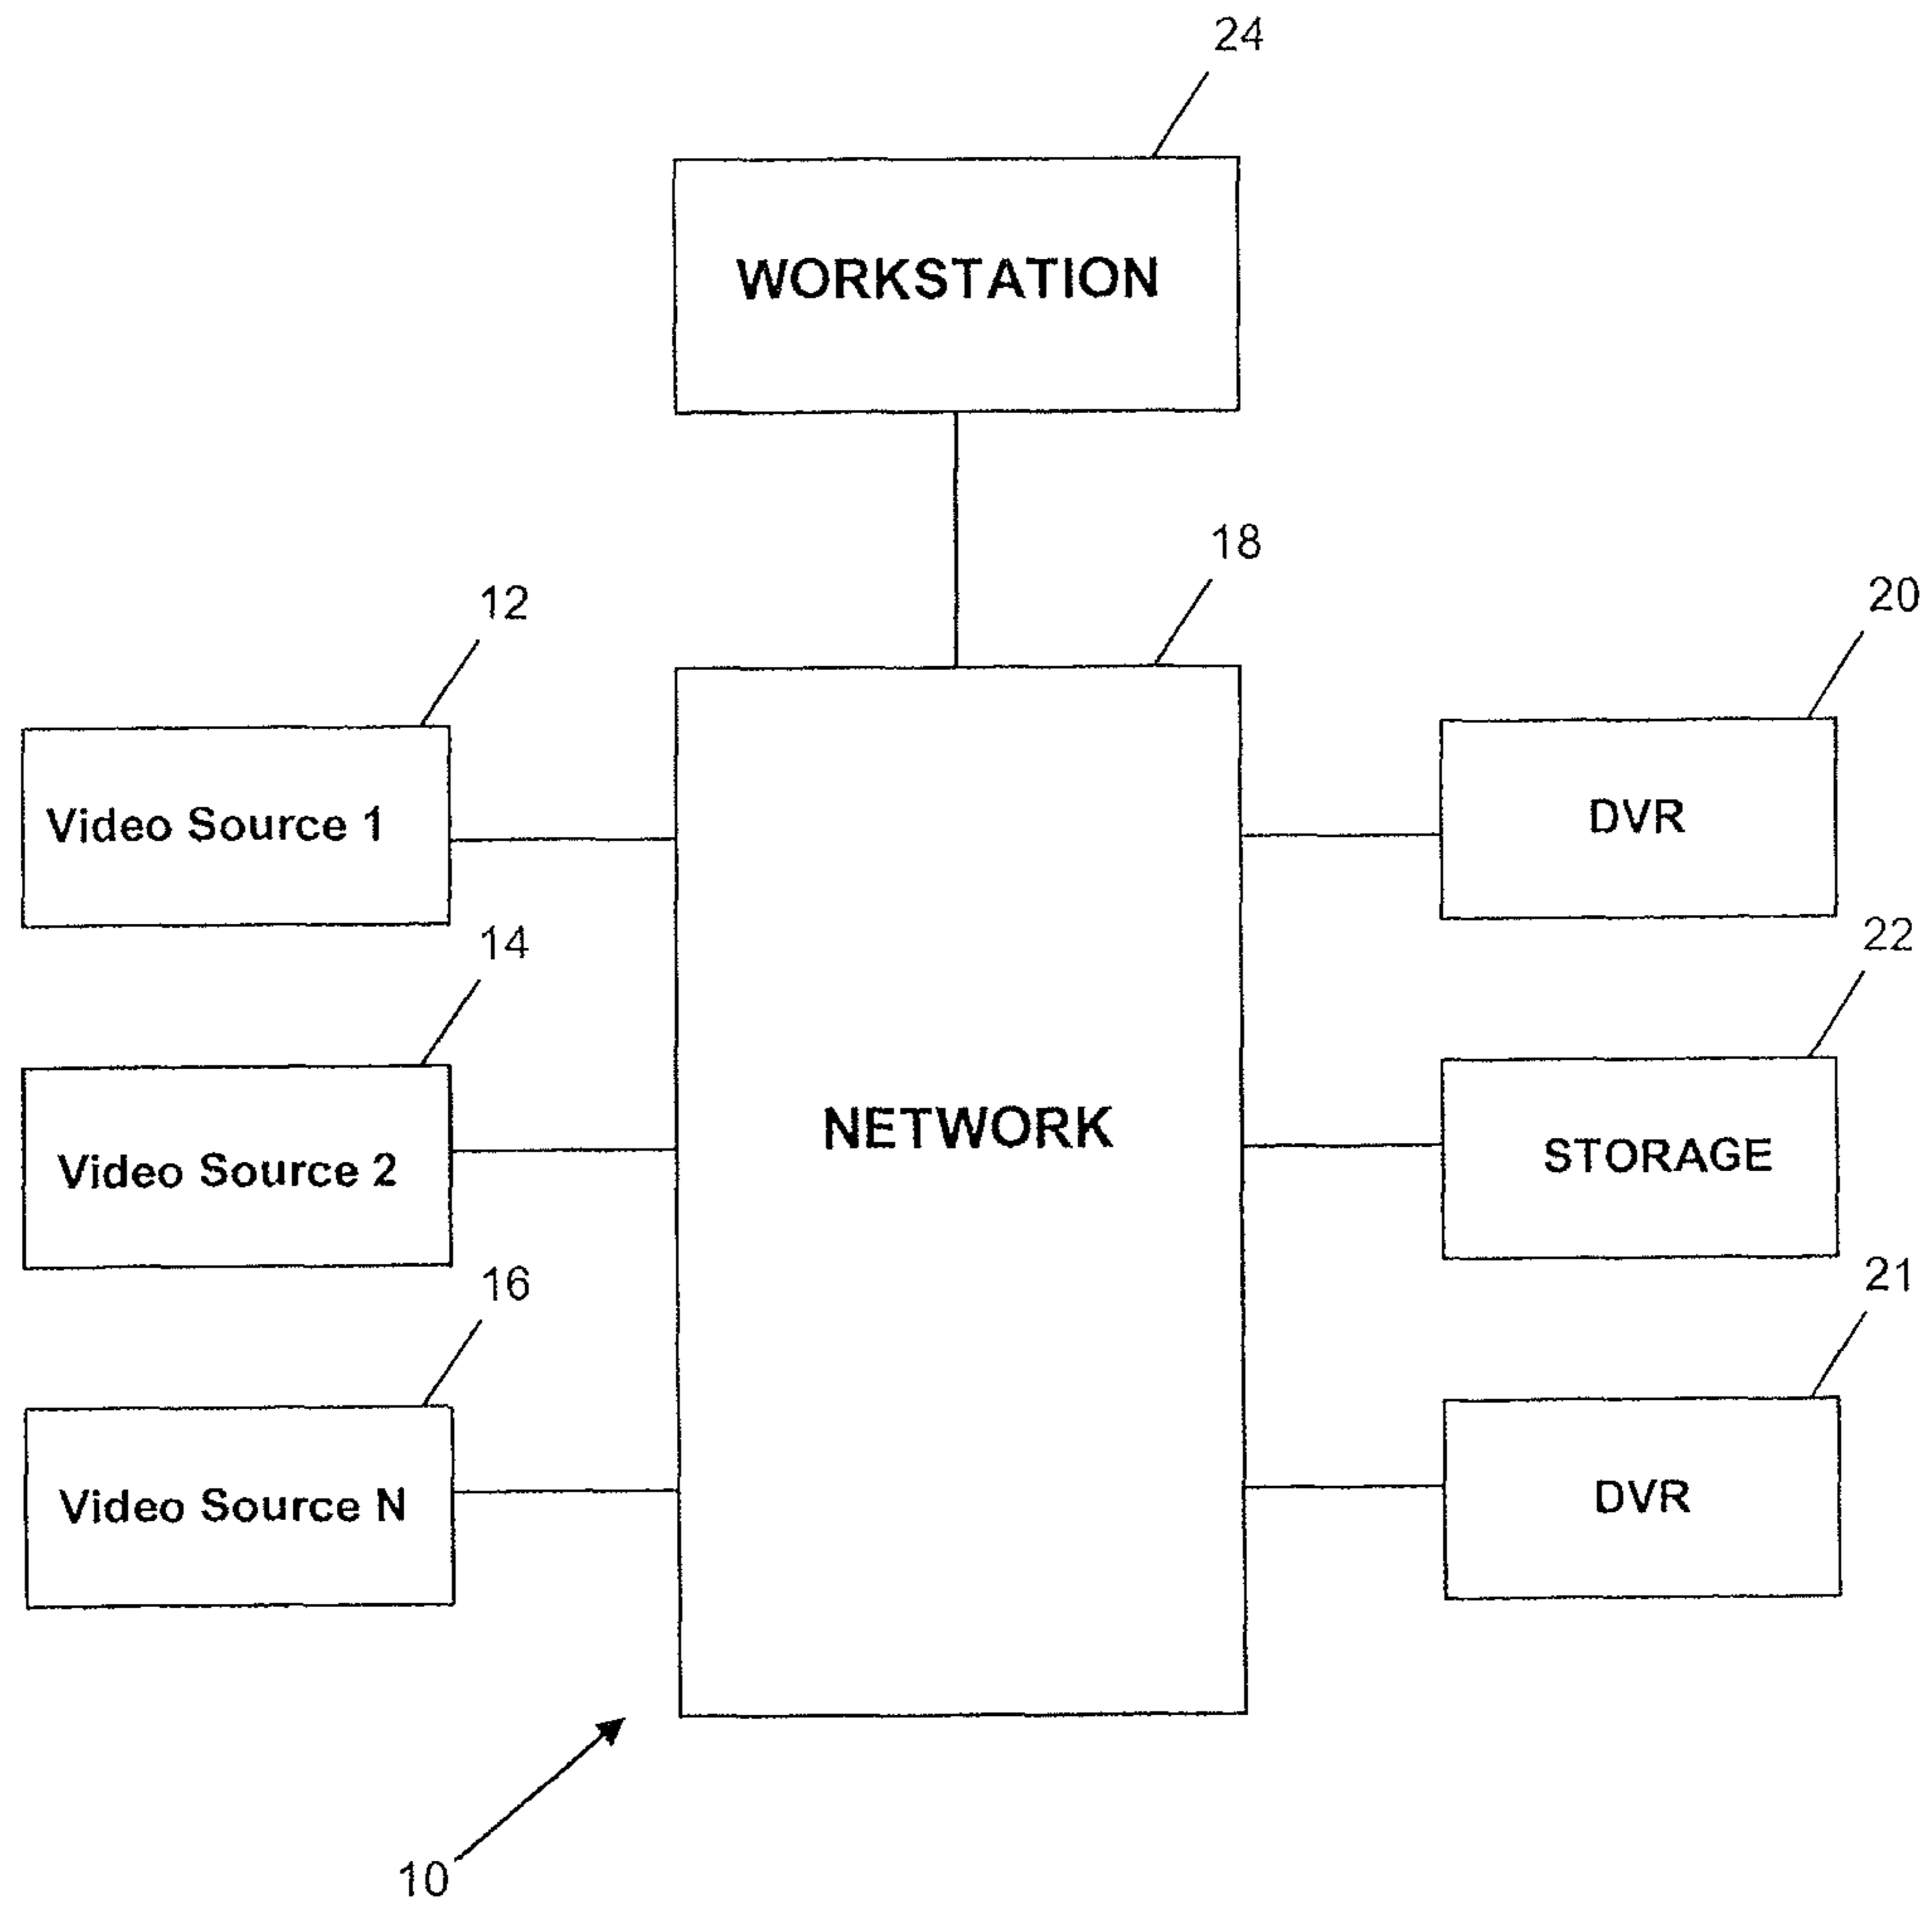 24
WORKSTATION
18
12
20
Video Source 1
DVR
14
22
NETWORK
Video Source 2
STORAGE
16
21
Video Source N
DVR
10